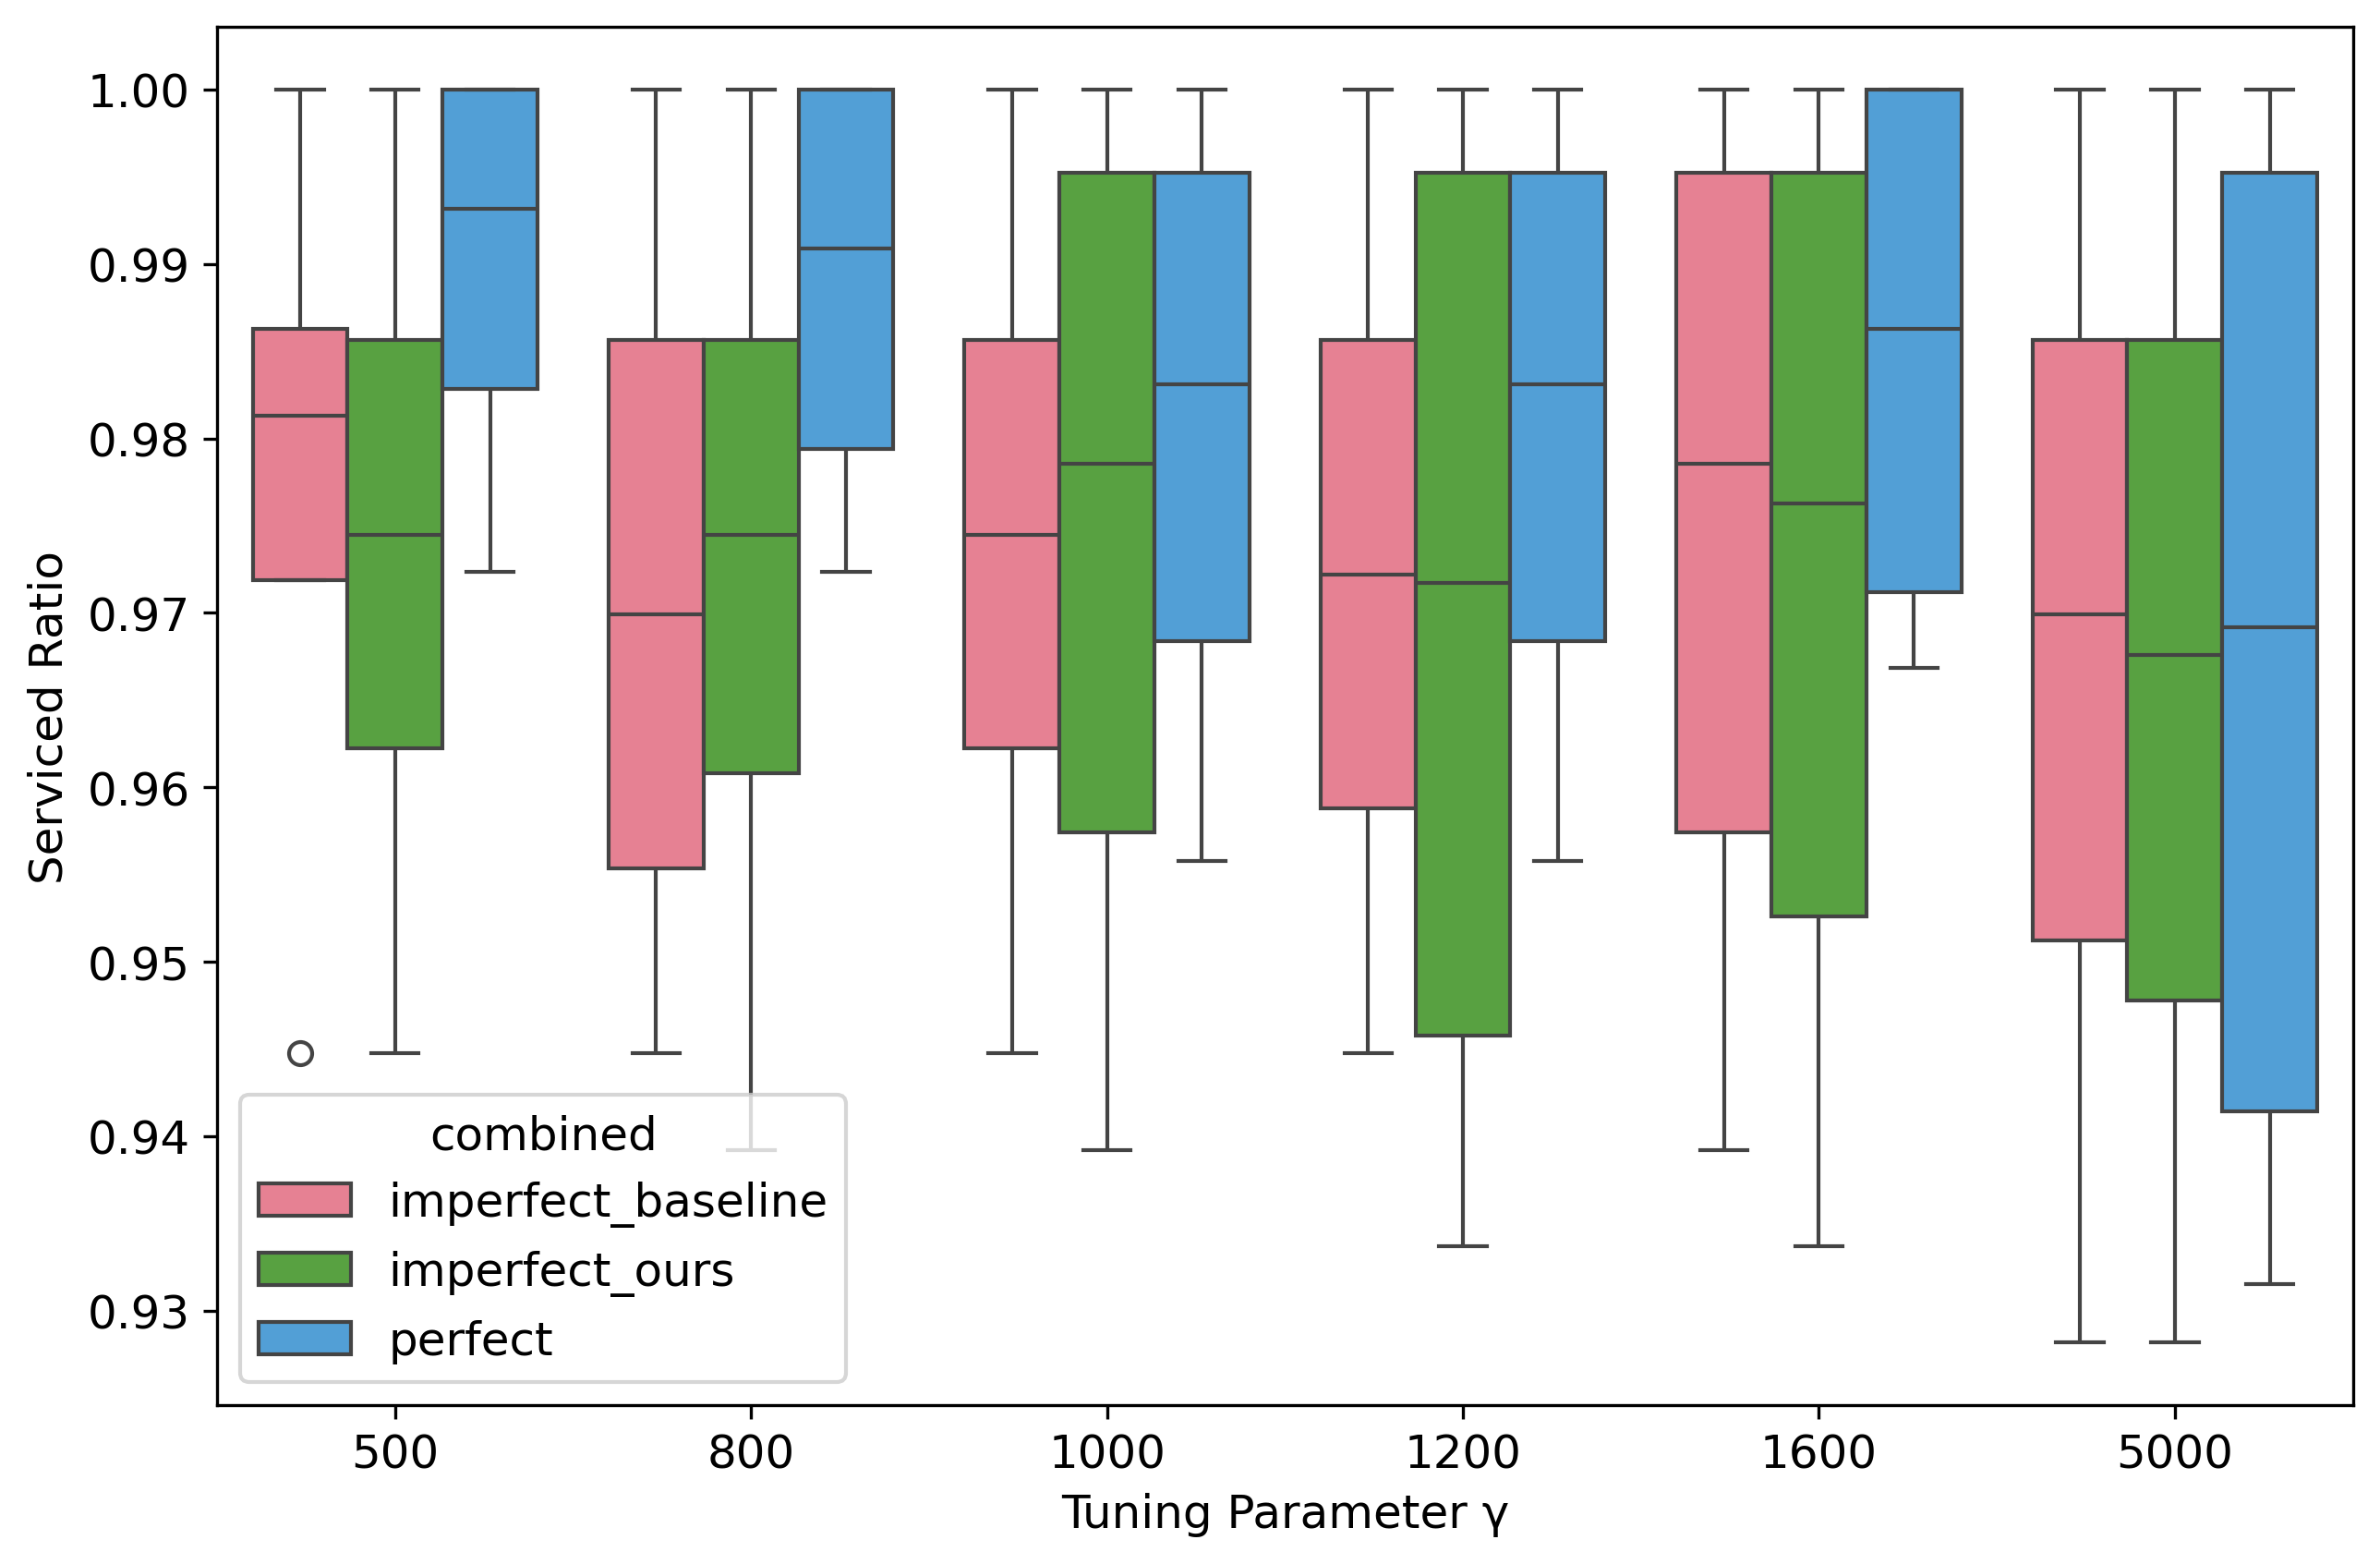 1.00
0.99
0.98
0.97
0.96
0.95
0.94
0.93
Serviced Ratio
combined
imperfect_baseline
imperfect_ours
perfect
500 800 1000 1200 1600 5000
Tuning Parameter γ